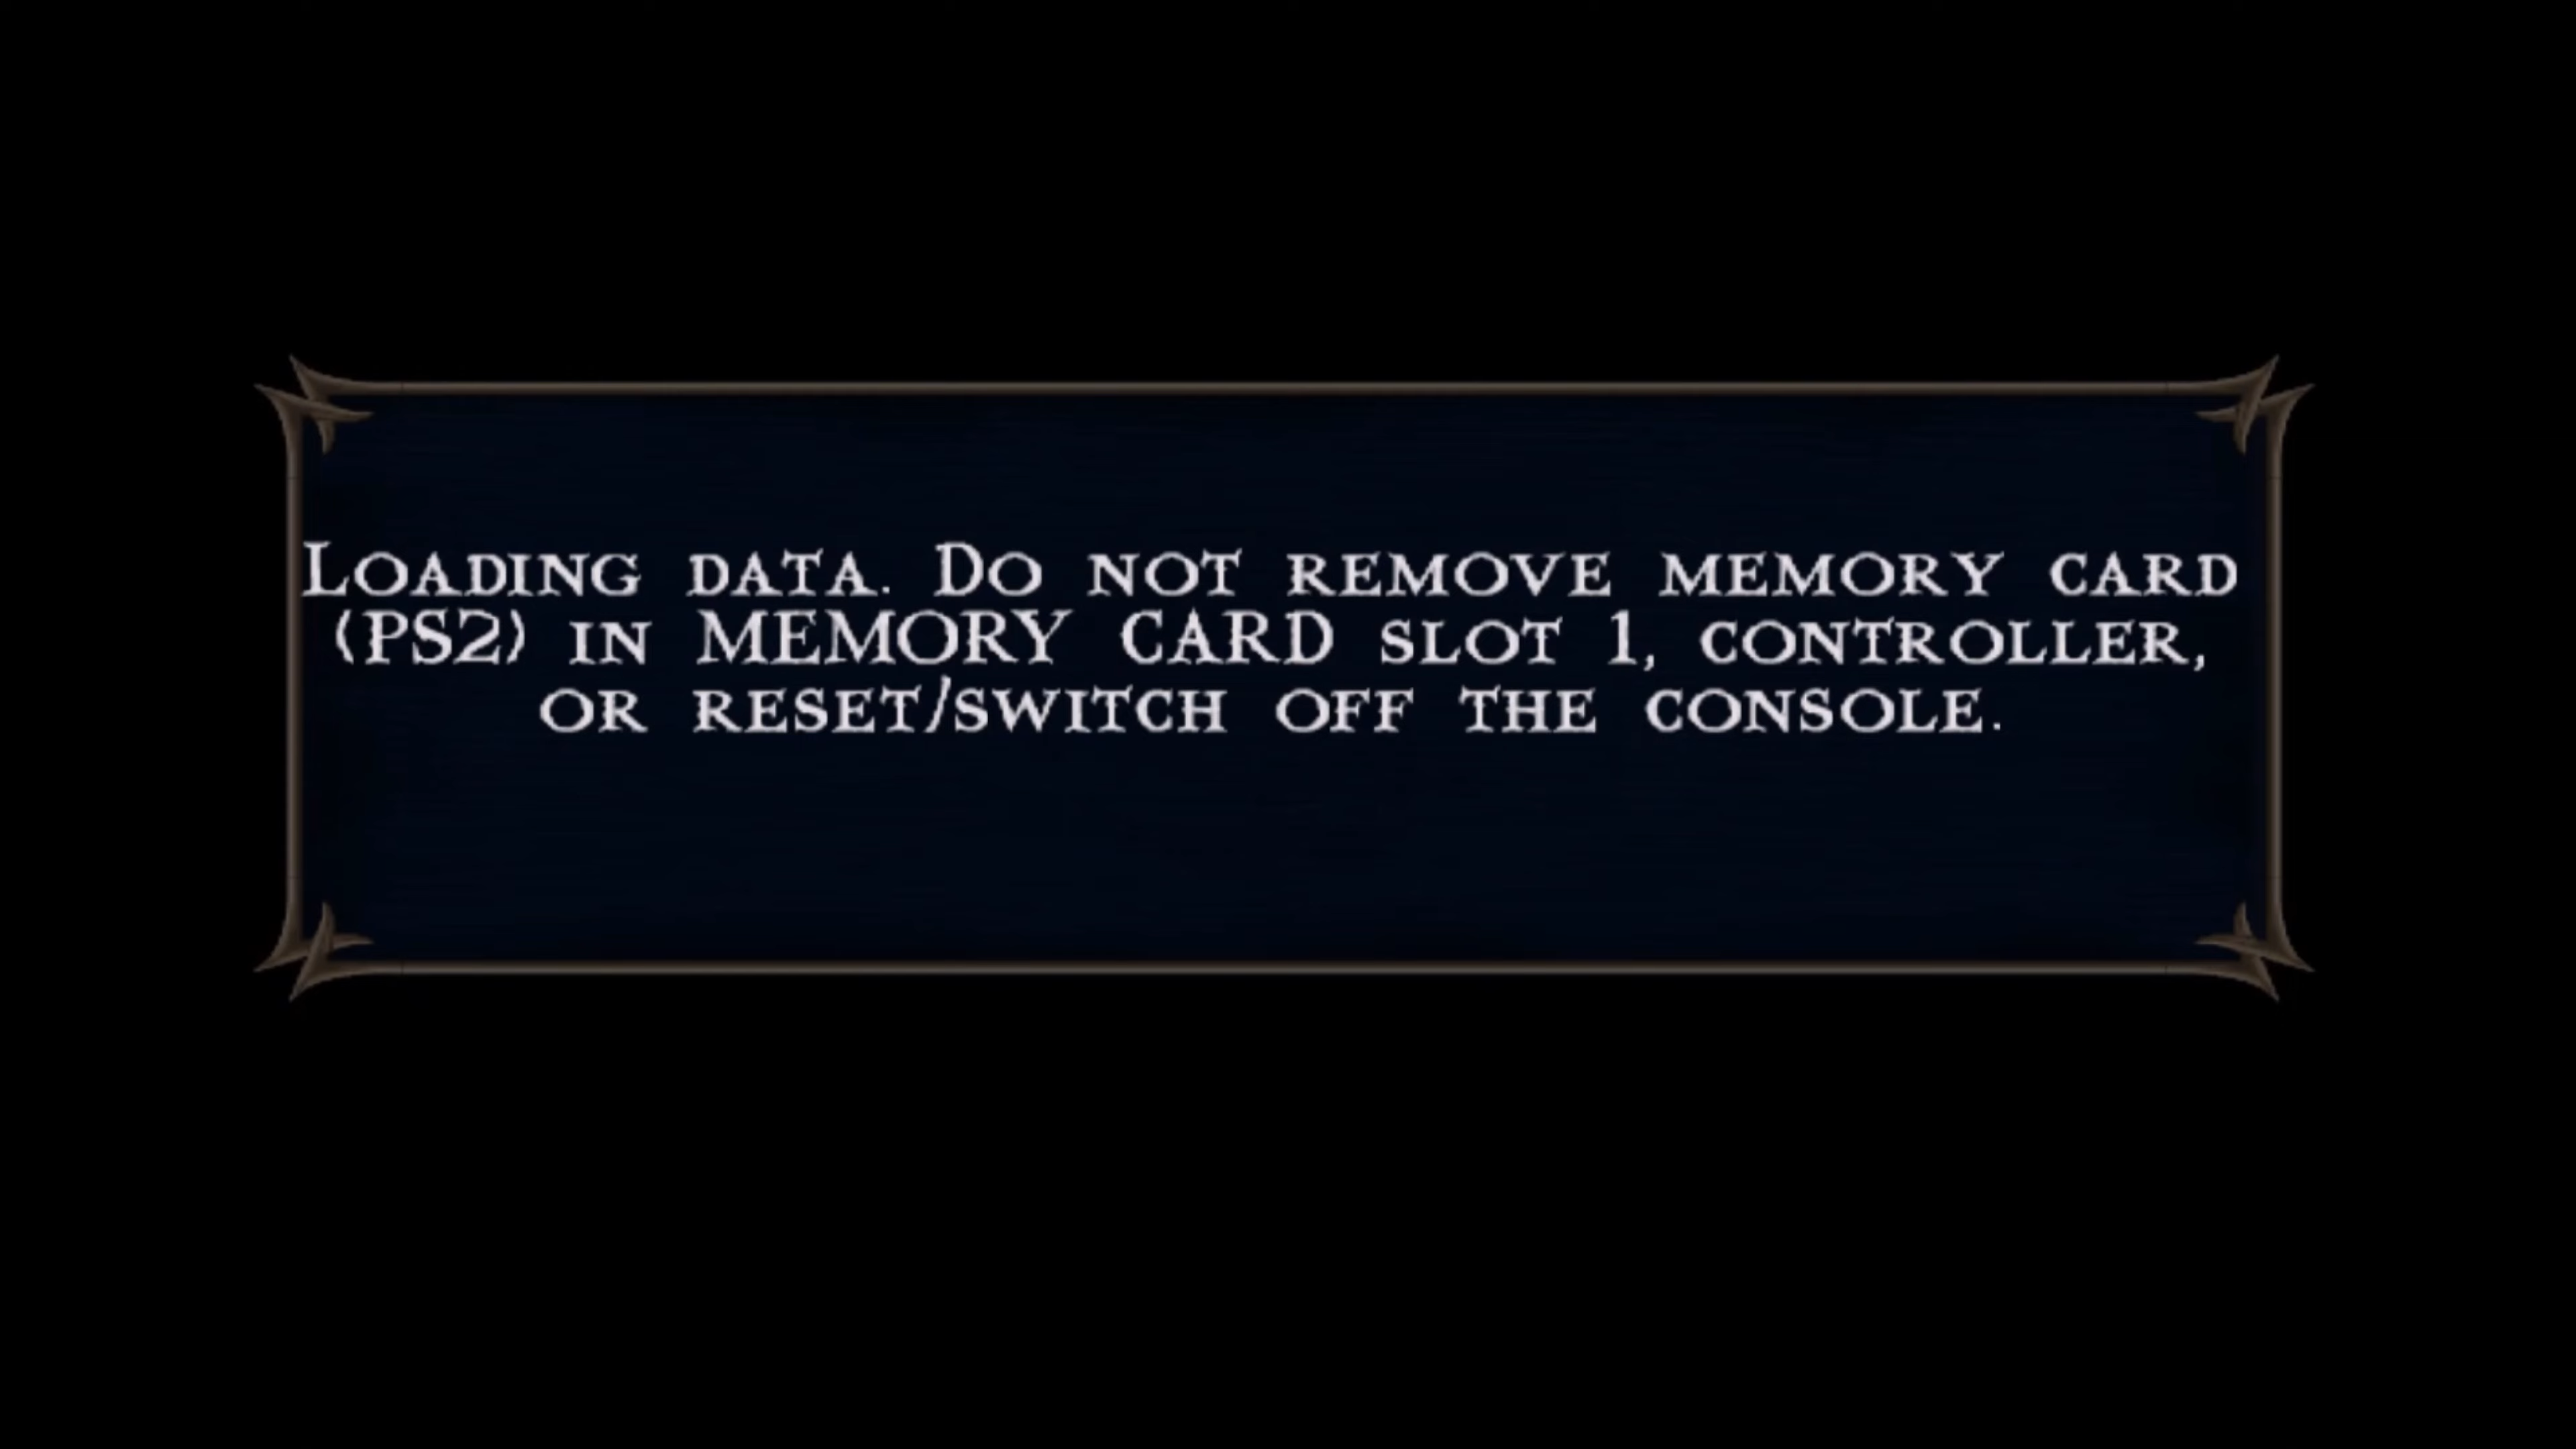 Loading data. Do not remove memory card
(PS2) in MEMORY CARD slot 1, controller,
or reset/switch off the console.